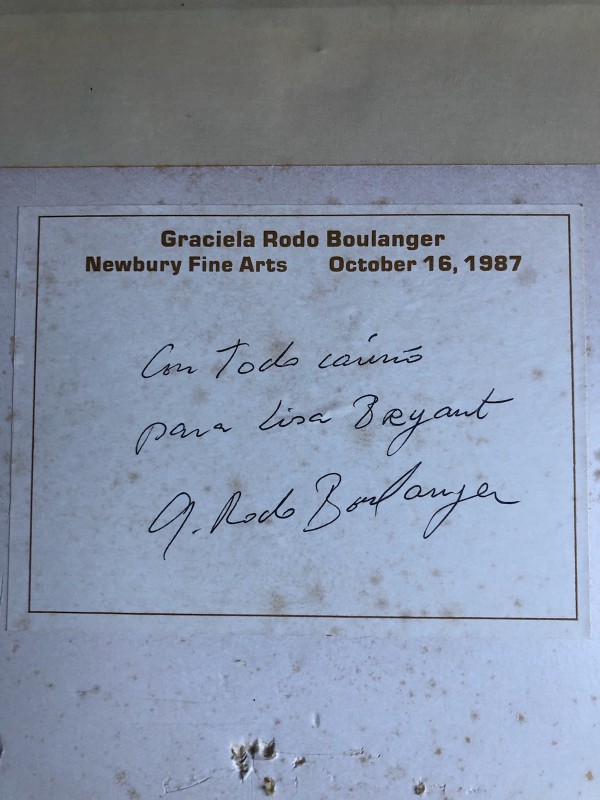 Graciela Rodo Boulanger
Newbury Fine Arts October 16, 1987
Con Todo cariño
para Lisa Bryant
G. Rodo Boulanger